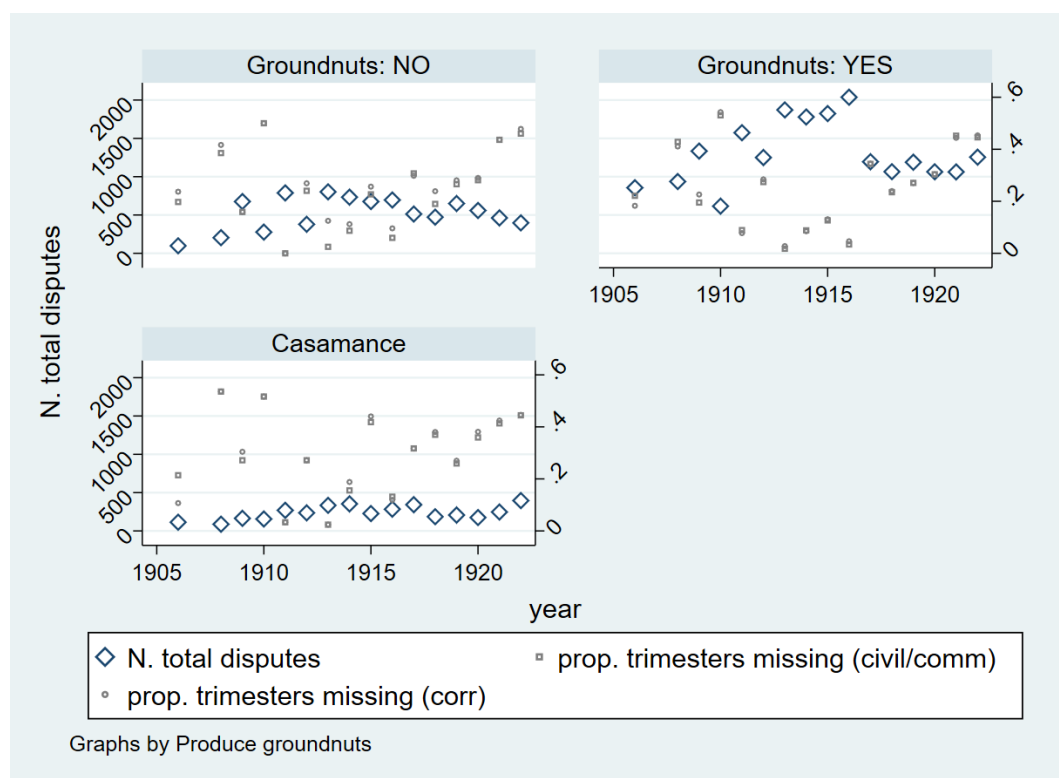 Groundnuts: NO
Groundnuts: YES
2000
1500
1000
500
0
.6
.4
.2
0
1905 1910 1915 1920
Casamance
2000
1500
1000
500
0
.6
.4
.2
0
1905 1910 1915 1920
N. total disputes
year
N. total disputes prop. trimesters missing (civil/comm)
prop. trimesters missing (corr)
Graphs by Produce groundnuts